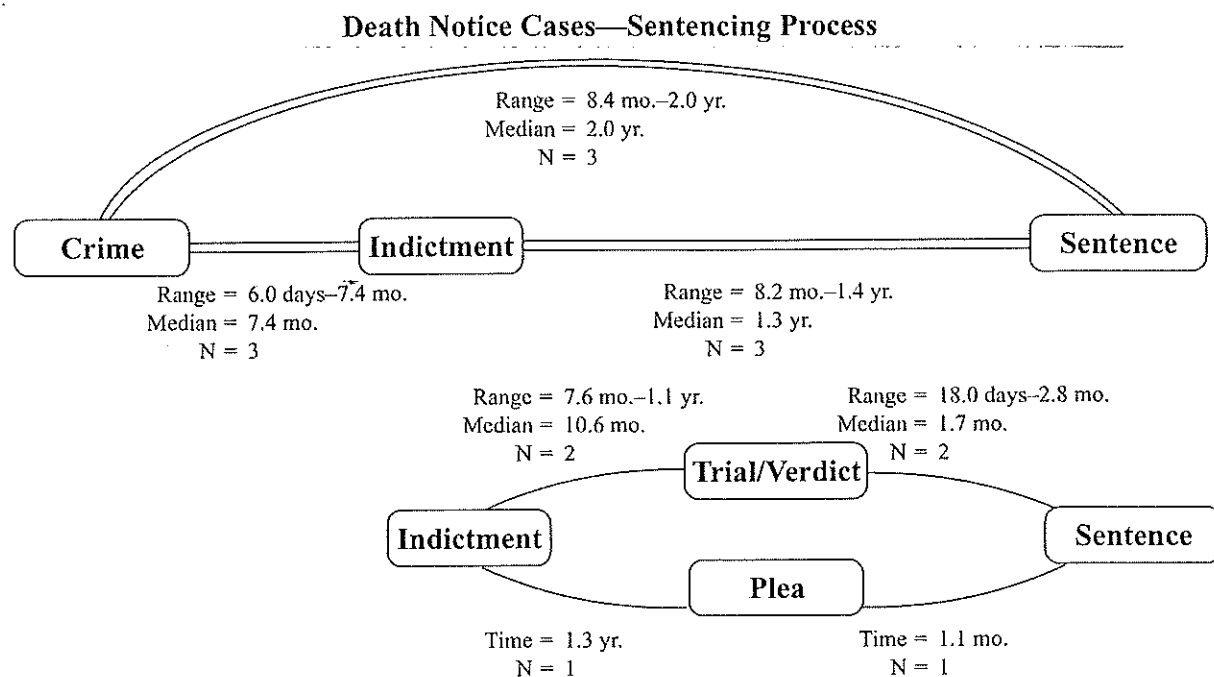 Death Notice Cases—Sentencing Process
Range = 8.4 mo.–2.0 yr.
Median = 2.0 yr.
N = 3
Crime
Indictment
Sentence
Range = 6.0 days–7.4 mo.
Median = 7.4 mo.
N = 3
Range = 8.2 mo.–1.4 yr.
Median = 1.3 yr.
N = 3
Range = 7.6 mo.–1.1 yr.
Median = 10.6 mo.
N = 2
Range = 18.0 days–2.8 mo.
Median = 1.7 mo.
N = 2
Trial/Verdict
Indictment
Sentence
Plea
Time = 1.3 yr.
N = 1
Time = 1.1 mo.
N = 1